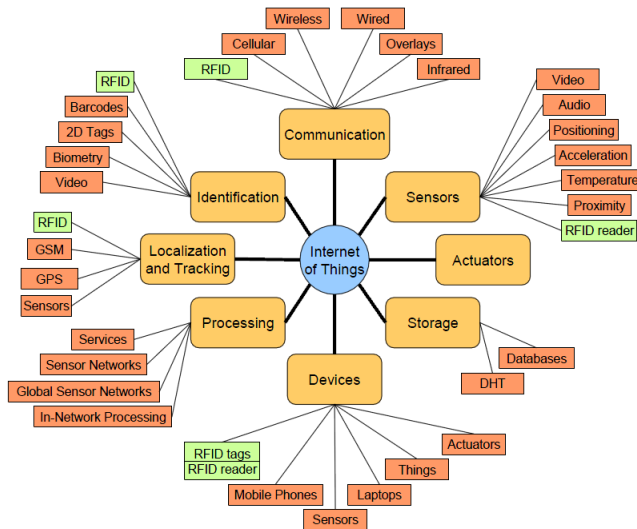 Wireless
Wired
Cellular
Overlays
RFID
Infrared
Communication
RFID
Barcodes
2D Tags
Biometry
Video
Identification
Video
Audio
Positioning
Acceleration
Temperature
Proximity
RFID reader
Sensors
RFID
GSM
GPS
Sensors
Localization
and Tracking
Internet
of Things
Actuators
Services
Sensor Networks
Global Sensor Networks
In-Network Processing
Processing
Storage
Databases
DHT
Devices
RFID tags
RFID reader
Mobile Phones
Sensors
Laptops
Things
Actuators